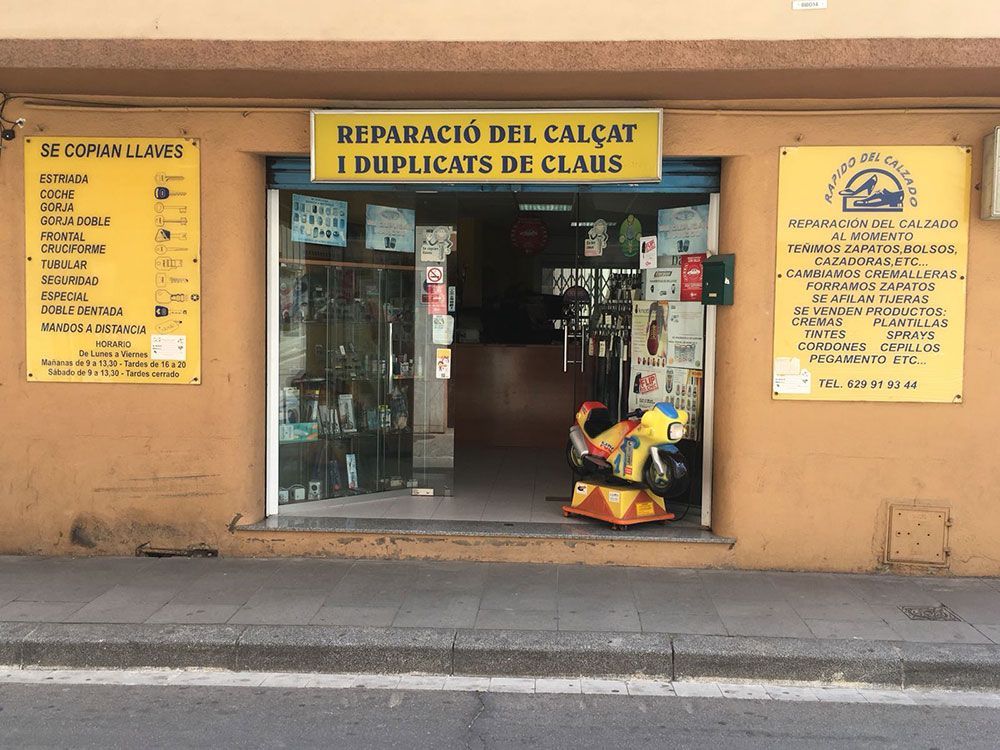 REPARACIÓ DEL CALÇAT
I DUPLICATS DE CLAUS
SE COPIAN LLAVES
ESTRIADA
COCHE
GORJA
GORJA DOBLE
FRONTAL
CRUCIFORME
TUBULAR
SEGURIDAD
ESPECIAL
DOBLE DENTADA
MANDOS A DISTANCIA
HORARIO
De Lunes a Viernes
Mañanas de 9 a 13,30 - Tardes de 16 a 20
Sábado de 9 a 13,30 - Tardes cerrado
RAPIDO DEL CALZADO
REPARACIÓN DEL CALZADO
AL MOMENTO
TEÑIMOS ZAPATOS, BOLSOS,
CAZADORAS, ETC...
CAMBIAMOS CREMALLERAS
FORRAMOS ZAPATOS
SE AFILAN TIJERAS
SE VENDEN PRODUCTOS:
CREMAS PLANTILLAS
TINTES SPRAYS
CORDONES CEPILLOS
PEGAMENTO ETC...
TEL. 629 91 93 44
FLIP